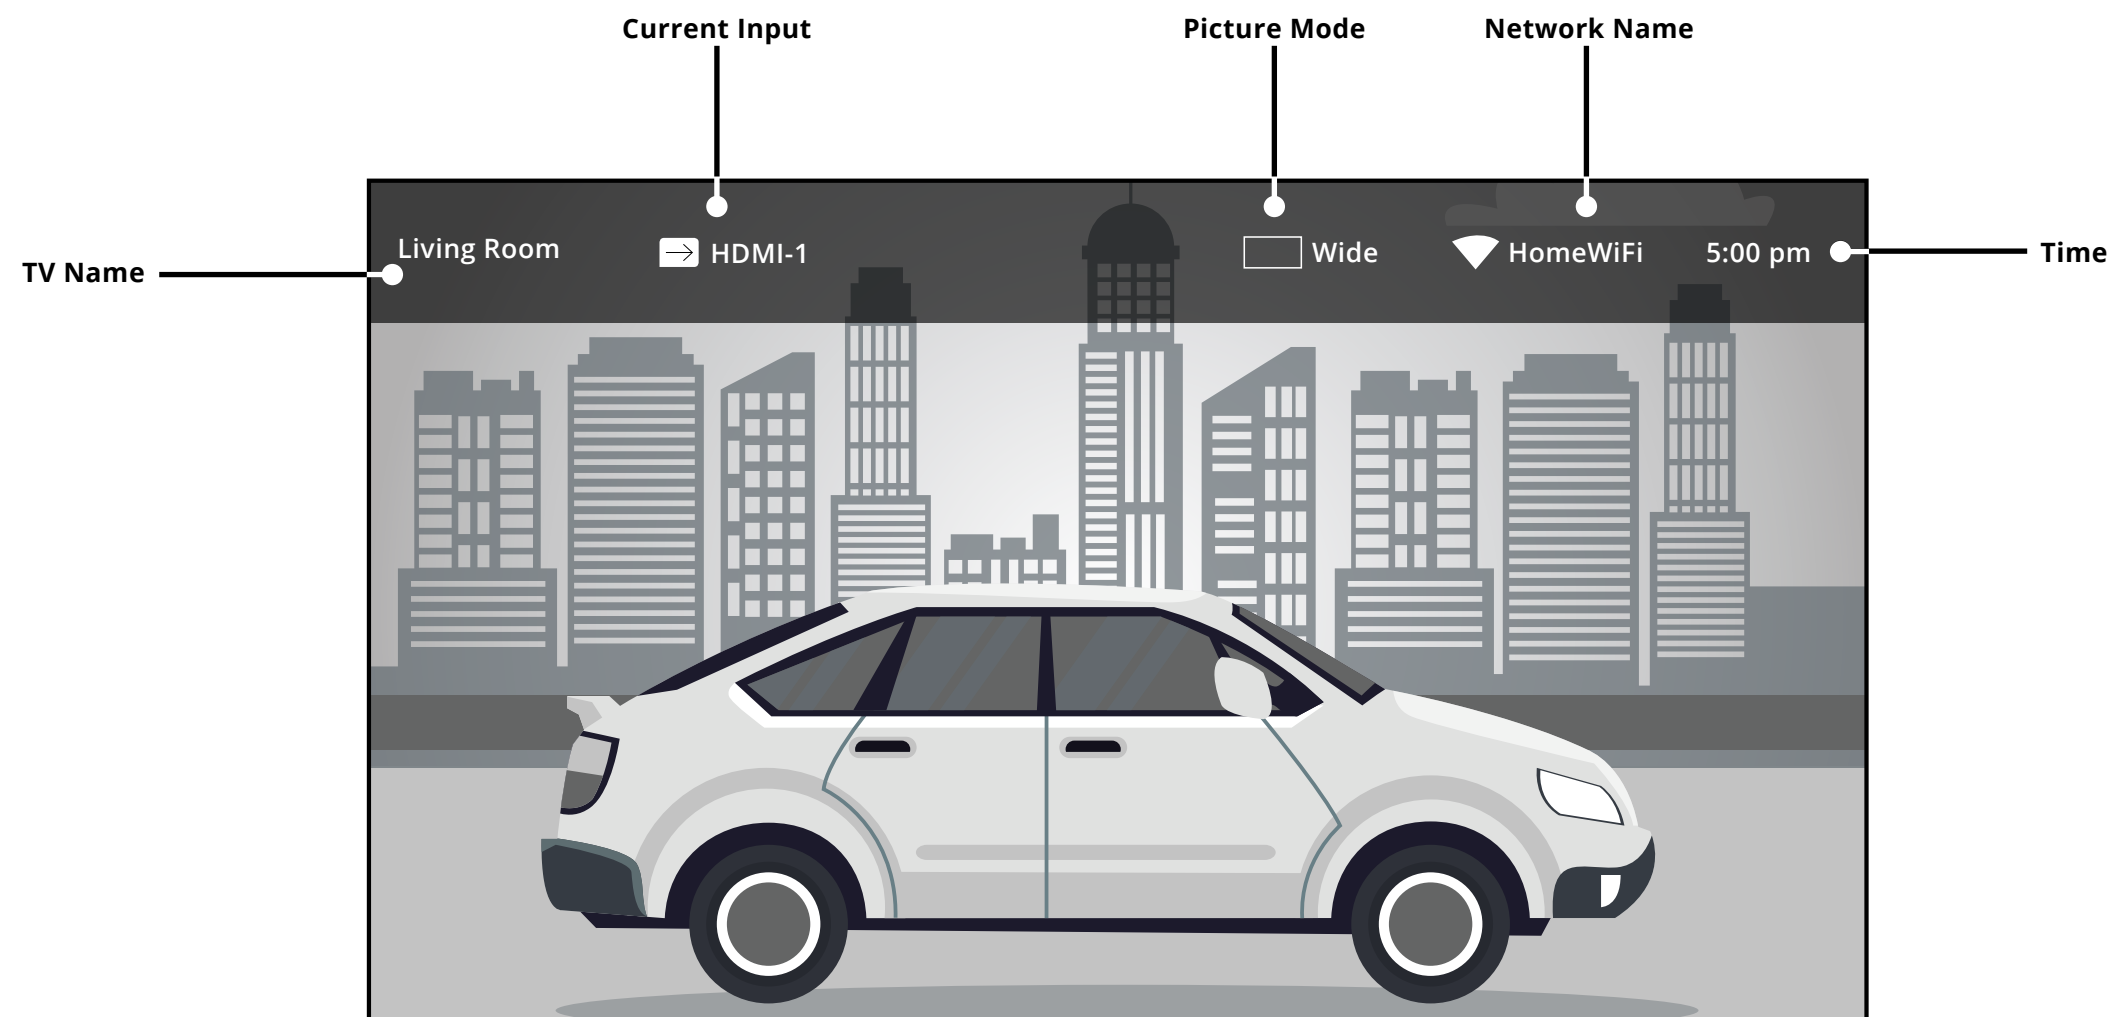 Current Input
Picture Mode
Network Name
Living Room
HDMI-1
Wide
HomeWiFi
5:00 pm
TV Name
Time